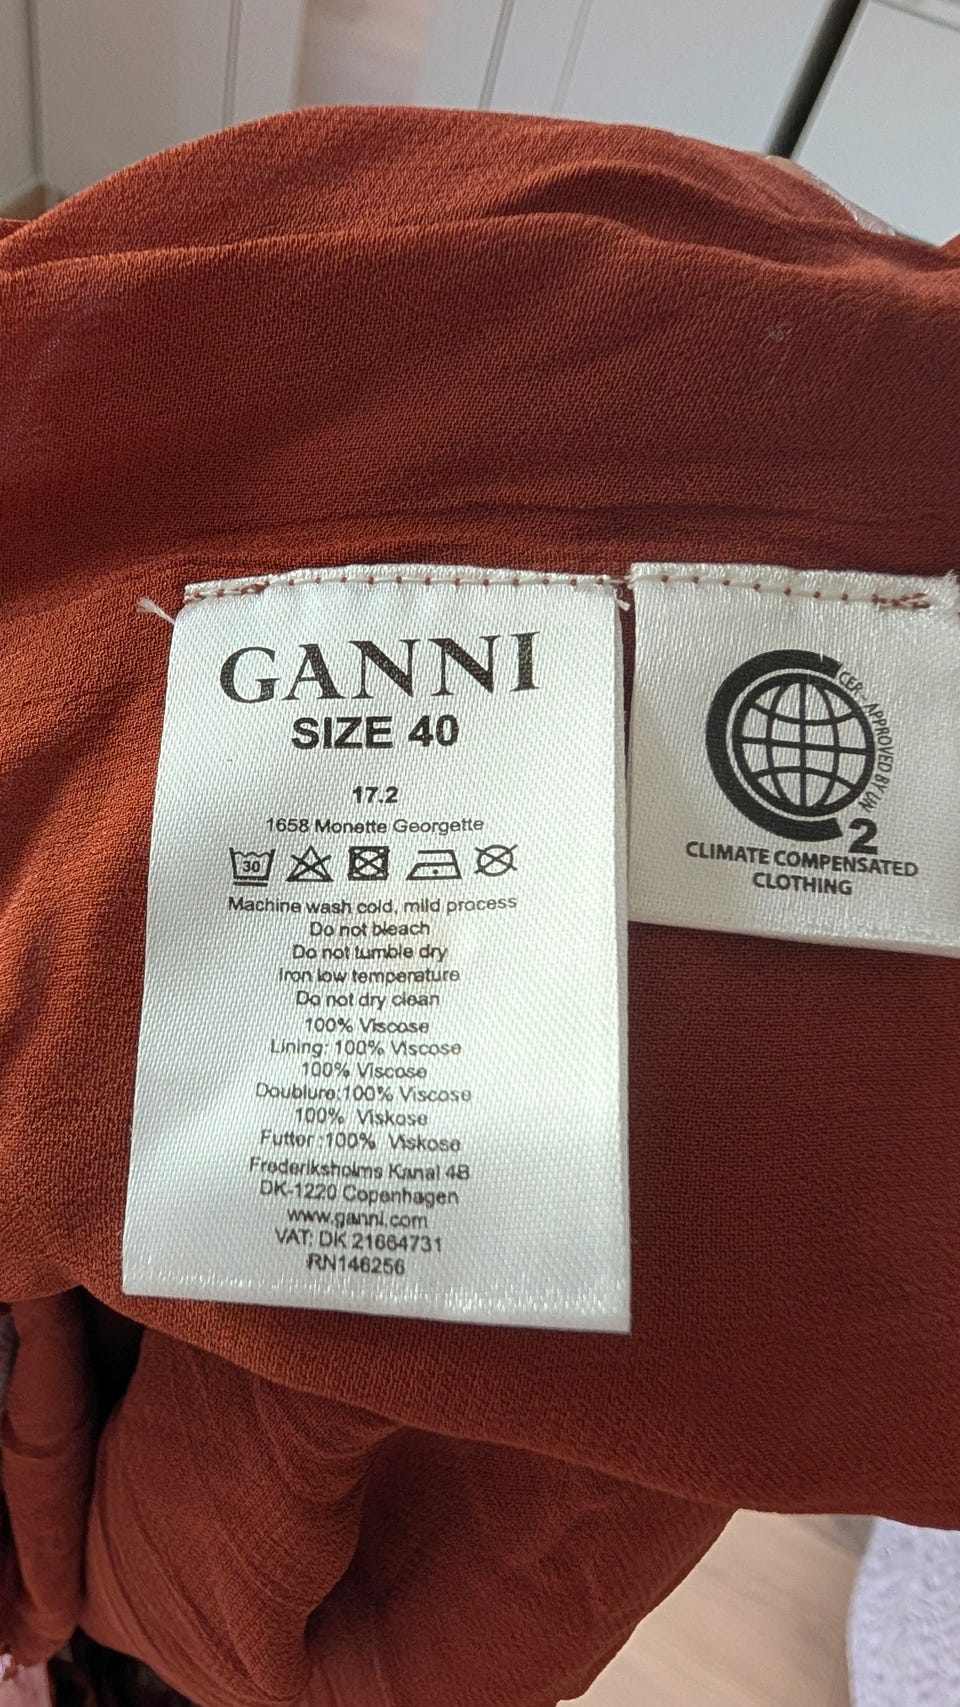 GANNI
SIZE 40
17.2
1658 Monette Georgette
30
Machine wash cold, mild process
Do not bleach
Do not tumble dry
Iron low temperature
Do not dry clean
100% Viscose
Lining: 100% Viscose
100% Viscose
Doublure:100% Viscose
100% Viskose
Futter :100% Viskose
Frederiksholms Kanal 4B
DK-1220 Copenhagen
www.ganni.com
VAT: DK 21664731
RN146256
CER - APPROVED BY UN
2
CLIMATE COMPENSATED
CLOTHING